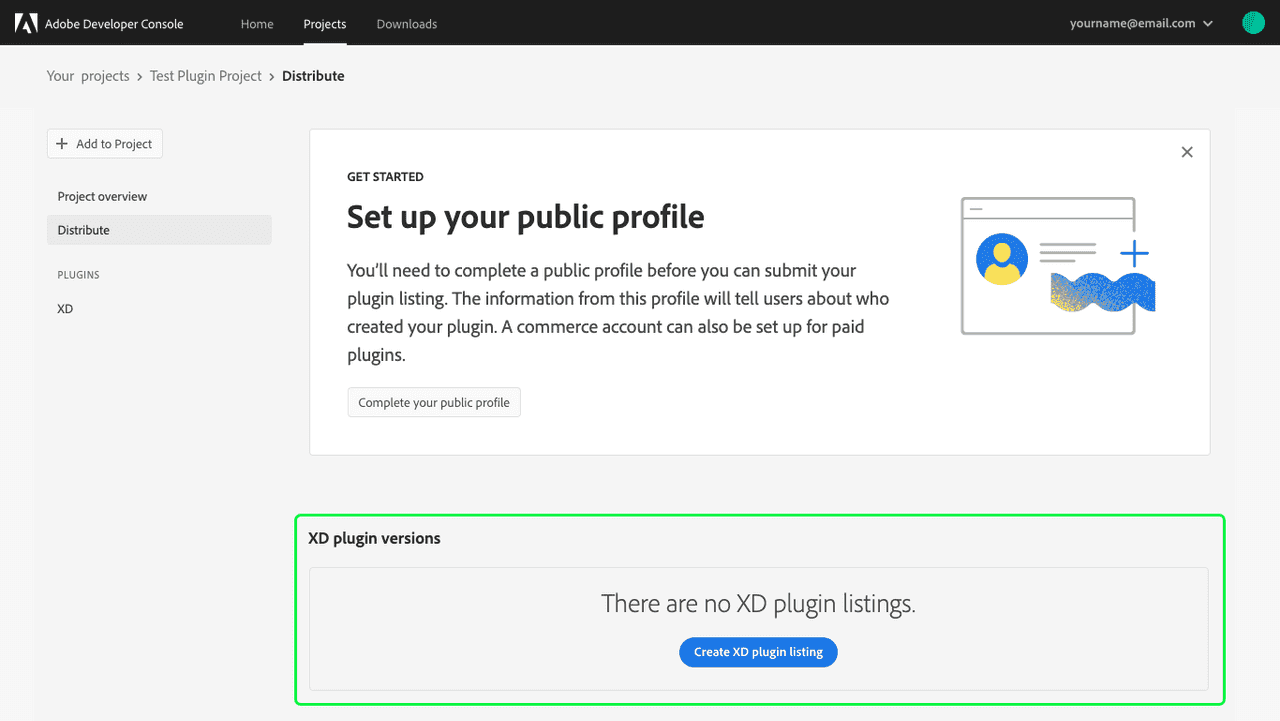 Adobe Developer Console Home Projects Downloads yourname@email.com
Your projects › Test Plugin Project › Distribute
+ Add to Project
Project overview
Distribute
PLUGINS
XD
GET STARTED
Set up your public profile
You'll need to complete a public profile before you can submit your
plugin listing. The information from this profile will tell users about who
created your plugin. A commerce account can also be set up for paid
plugins.
Complete your public profile
XD plugin versions
There are no XD plugin listings.
Create XD plugin listing